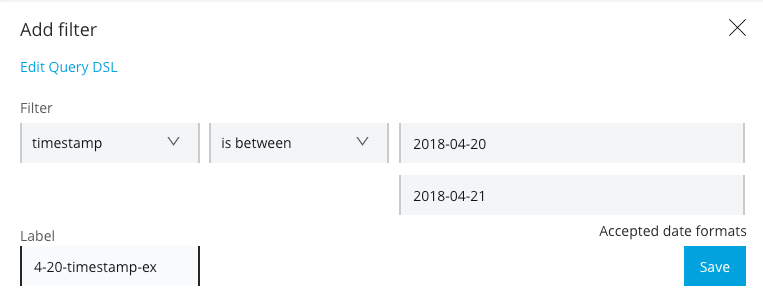 Add filter
Edit Query DSL
Filter
timestamp is between 2018-04-20
2018-04-21
Accepted date formats
Label
4-20-timestamp-ex Save